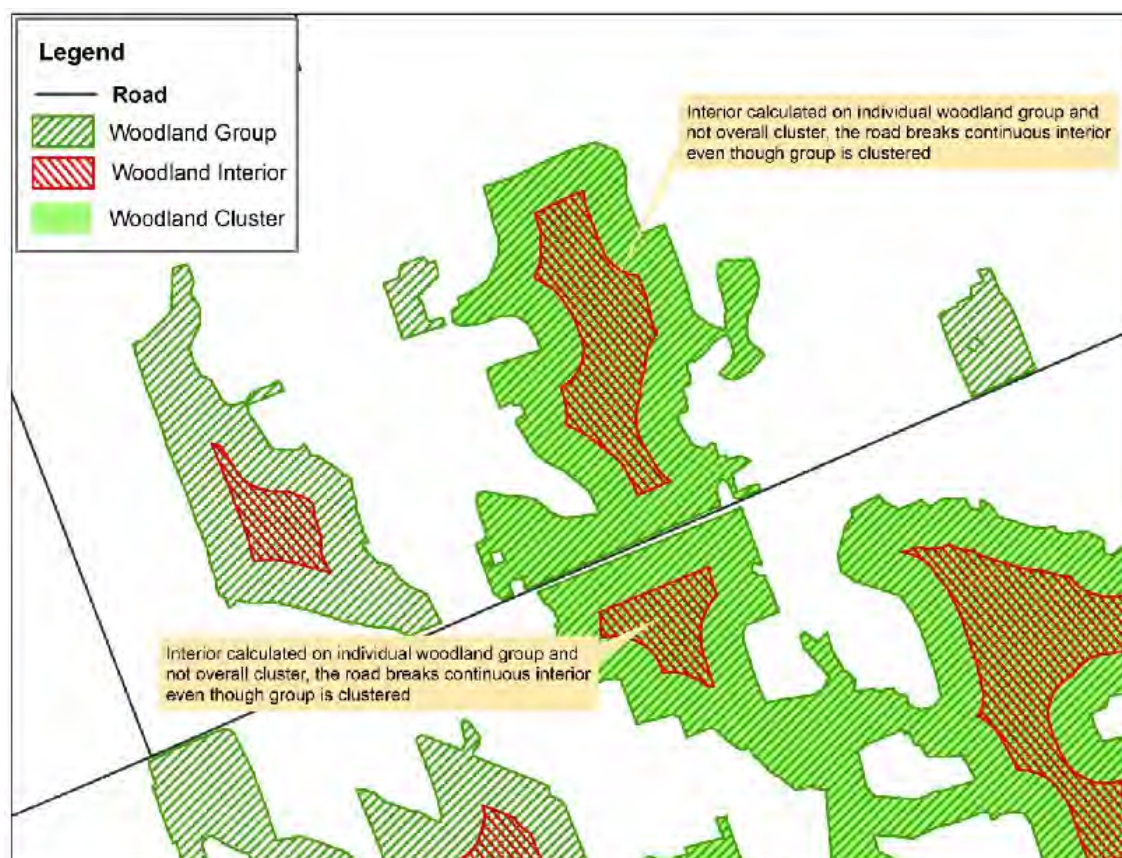 Legend
Road
Woodland Group
Woodland Interior
Woodland Cluster
Interior calculated on individual woodland group and
not overall cluster, the road breaks continuous interior
even though group is clustered
Interior calculated on individual woodland group and
not overall cluster, the road breaks continuous interior
even though group is clustered